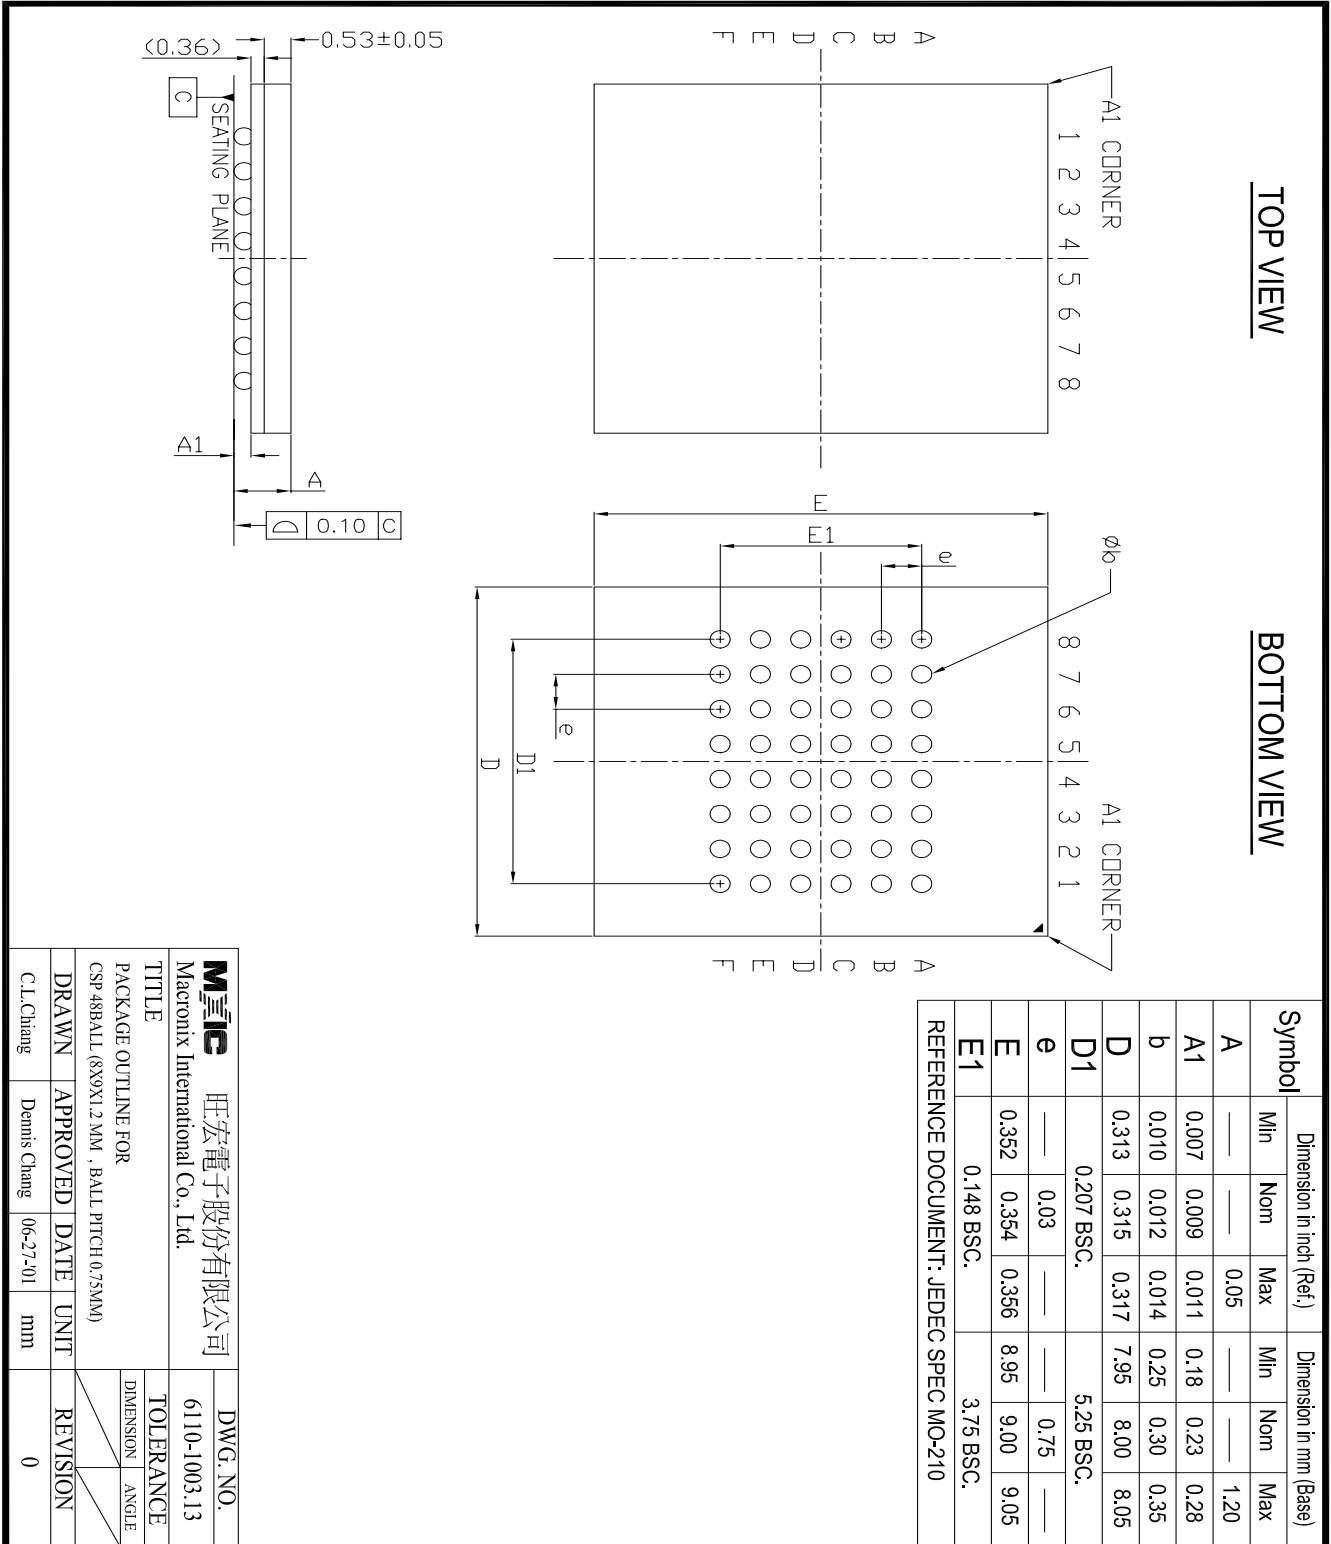 TOP VIEW
BOTTOM VIEW
A1 CORNER
1 2 3 4 5 6 7 8
A
B
C
D
E
F
0.53±0.05
(0.36)
C
SEATING PLANE
A1
A
0.10 C
Øb
A1 CORNER
8 7 6 5 4 3 2 1
A
B
C
D
E
F
e
E1
E
e
D1
D
Symbol Dimension in inch (Ref.) Dimension in mm (Base)
Min Nom Max Min Nom Max
A — — 0.05 — — 1.20
A1 0.007 0.009 0.011 0.18 0.23 0.28
b 0.010 0.012 0.014 0.25 0.30 0.35
D 0.313 0.315 0.317 7.95 8.00 8.05
D1 0.207 BSC. 5.25 BSC.
e — 0.03 — — 0.75 —
E 0.352 0.354 0.356 8.95 9.00 9.05
E1 0.148 BSC. 3.75 BSC.
REFERENCE DOCUMENT: JEDEC SPEC MO-210
MXIC 旺宏電子股份有限公司
Macronix International Co., Ltd.
DWG. NO.
6110-1003.13
TITLE
PACKAGE OUTLINE FOR
CSP 48BALL (8X9X1.2 MM , BALL PITCH 0.75MM)
TOLERANCE
DIMENSION ANGLE
DRAWN APPROVED DATE UNIT REVISION
C.L.Chiang Dennis Chang 06-27-'01 mm 0